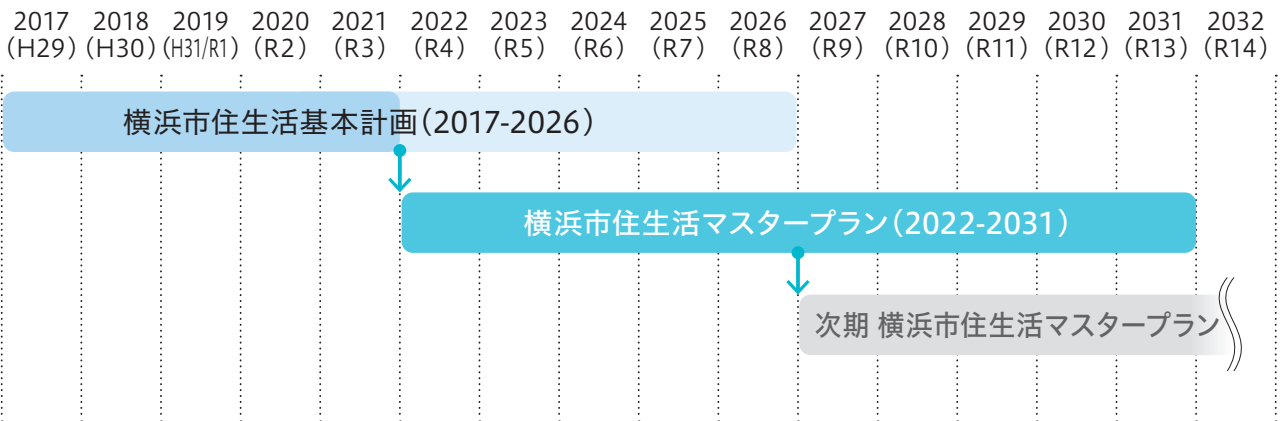 2017 2018 2019 2020 2021 2022 2023 2024 2025 2026 2027 2028 2029 2030 2031 2032
(H29) (H30) (H31/R1) (R2) (R3) (R4) (R5) (R6) (R7) (R8) (R9) (R10) (R11) (R12) (R13) (R14)
横浜市住生活基本計画(2017-2026)
横浜市住生活マスタープラン(2022-2031)
次期 横浜市住生活マスタープラン